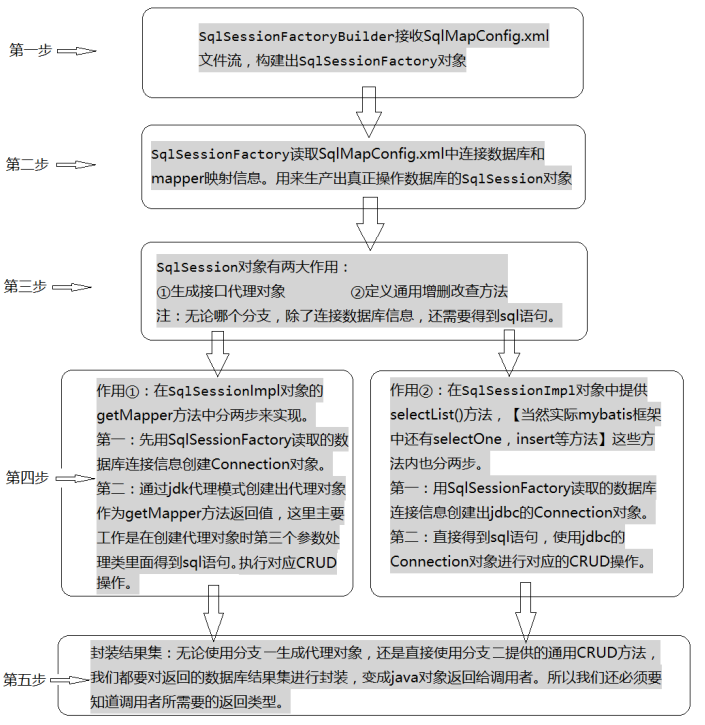 第一步
SqlSessionFactoryBuilder接收SqlMapConfig.xml
文件流，构建出SqlSessionFactory对象
第二步
SqlSessionFactory读取SqlMapConfig.xml中连接数据库和
mapper映射信息。用来生产出真正操作数据库的SqlSession对象
第三步
SqlSession对象有两大作用：
①生成接口代理对象 ②定义通用增删改查方法
注：无论哪个分支，除了连接数据库信息，还需要得到sql语句。
第四步
作用①：在SqlSessionImpl对象的
getMapper方法中分两步来实现。
第一：先用SqlSessionFactory读取的数
据库连接信息创建Connection对象。
第二：通过jdk代理模式创建出代理对象
作为getMapper方法返回值，这里主要
工作是在创建代理对象时第三个参数处
理类里面得到sql语句。执行对应CRUD
操作。
作用②：在SqlSessionImpl对象中提供
selectList()方法，【当然实际mybatis框架
中还有selectOne，insert等方法】这些方
法内也分两步。
第一：用SqlSessionFactory读取的数据库
连接信息创建出jdbc的Connection对象。
第二：直接得到sql语句，使用jdbc的
Connection对象进行对应的CRUD操作。
第五步
封装结果集：无论使用分支一生成代理对象，还是直接使用分支二提供的通用CRUD方法，
我们都要对返回的数据库结果集进行封装，变成java对象返回给调用者。所以我们还必须要
知道调用者所需要的返回类型。